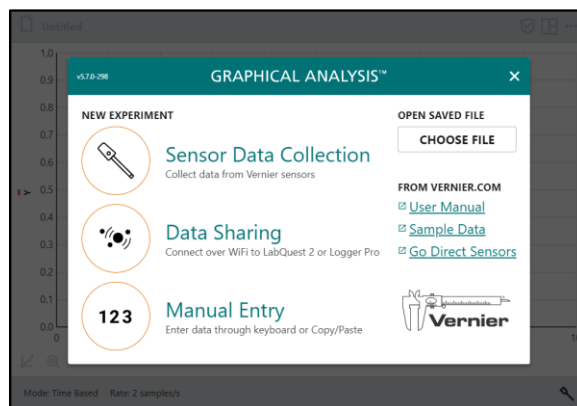 Untitled
v5.7.0-298
GRAPHICAL ANALYSIS™
×
NEW EXPERIMENT
Sensor Data Collection
Collect data from Vernier sensors
Data Sharing
Connect over WiFi to LabQuest 2 or Logger Pro
123
Manual Entry
Enter data through keyboard or Copy/Paste
OPEN SAVED FILE
CHOOSE FILE
FROM VERNIER.COM
User Manual
Sample Data
Go Direct Sensors
Vernier
1.0
0.9
0.8
0.7
0.6
0.5
0.4
0.3
0.2
0.1
0.0
Y
0
Mode: Time Based Rate: 2 samples/s